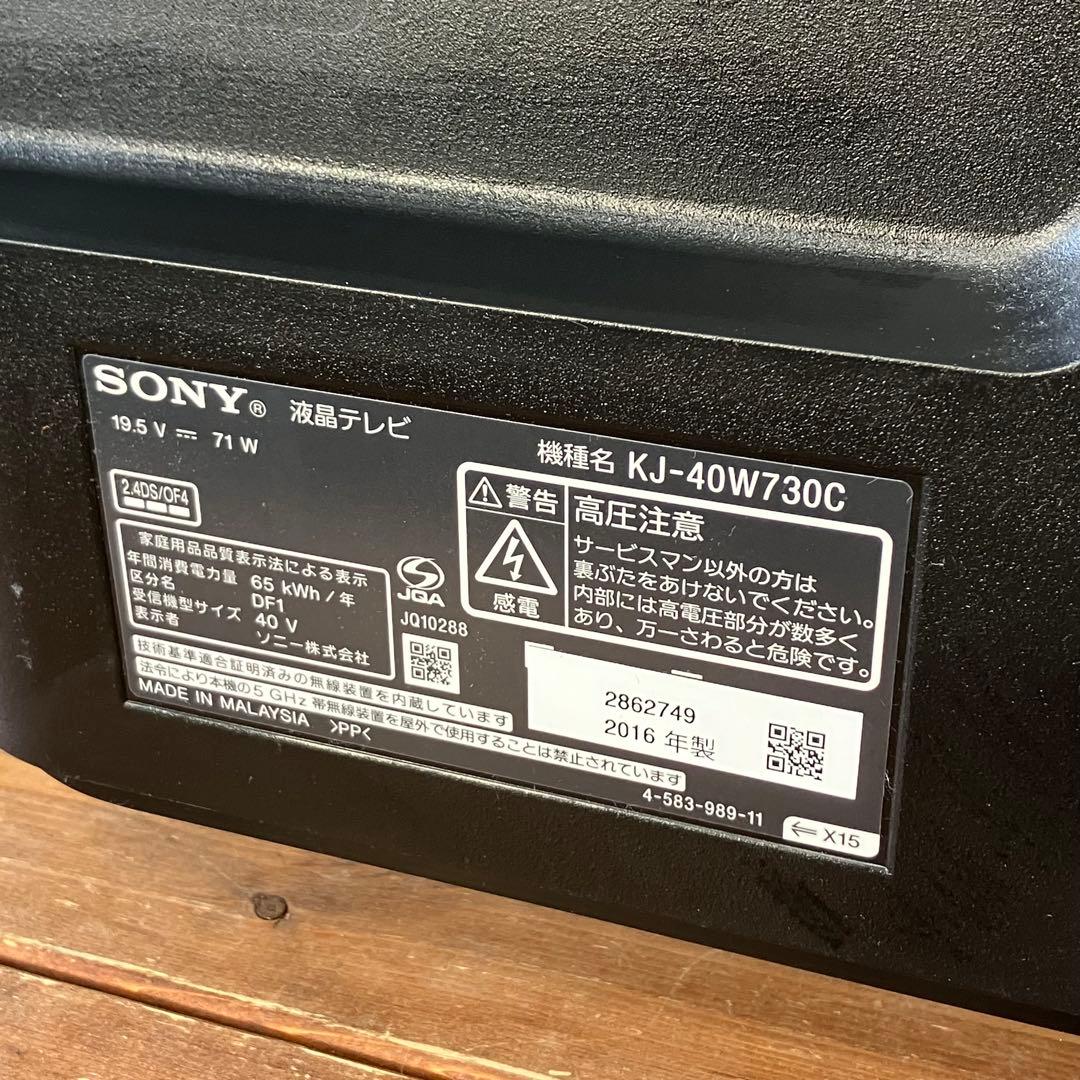 SONY® 液晶テレビ
19.5 V ⎓ 71 W
機種名 KJ-40W730C
2.4DS/OF4
家庭用品品質表示法による表示
年間消費電力量 65 kWh/年
区分名 DF1
受信機型サイズ 40 V
表示者 ソニー株式会社
JQA
JQ10288
⚠警告
感電
高圧注意
サービスマン以外の方は
裏ぶたをあけないでください。
内部には高電圧部分が数多く
あり、万一さわると危険です。
技術基準適合証明済みの無線装置を内蔵しています
法令により本機の5 GHz 帯無線装置を屋外で使用することは禁止されています
MADE IN MALAYSIA >PP<
2862749
2016 年製
4-583-989-11
⇐ X15